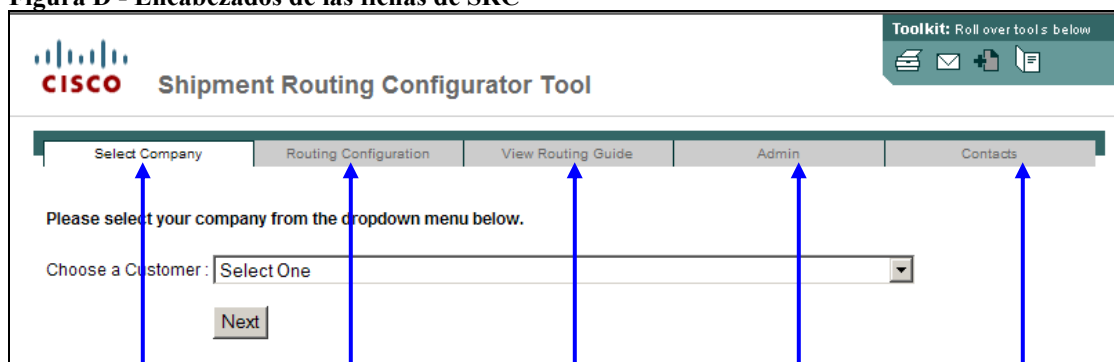 Figura D - Encabezados de las fichas de SRC
Toolkit: Roll over tools below
CISCO
Shipment Routing Configurator Tool
Select Company
Routing Configuration
View Routing Guide
Admin
Contacts
Please select your company from the dropdown menu below.
Choose a Customer : Select One
Next